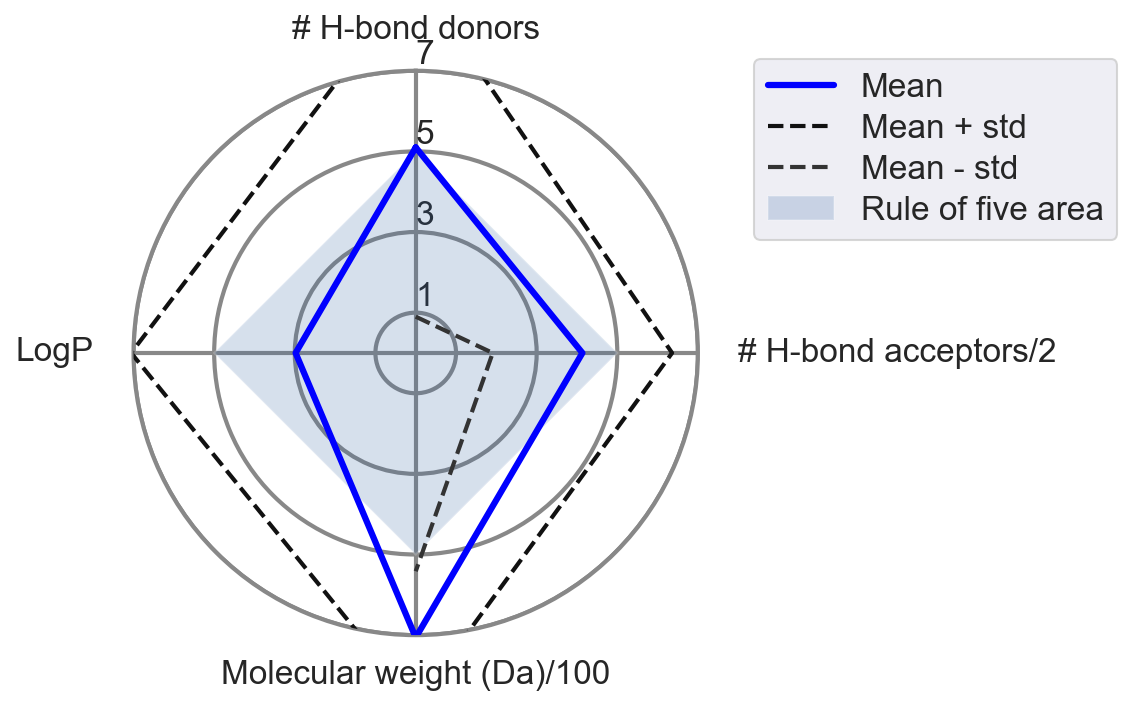 # H-bond donors
7
5
3
1
LogP
# H-bond acceptors/2
Molecular weight (Da)/100
Mean
Mean + std
Mean - std
Rule of five area